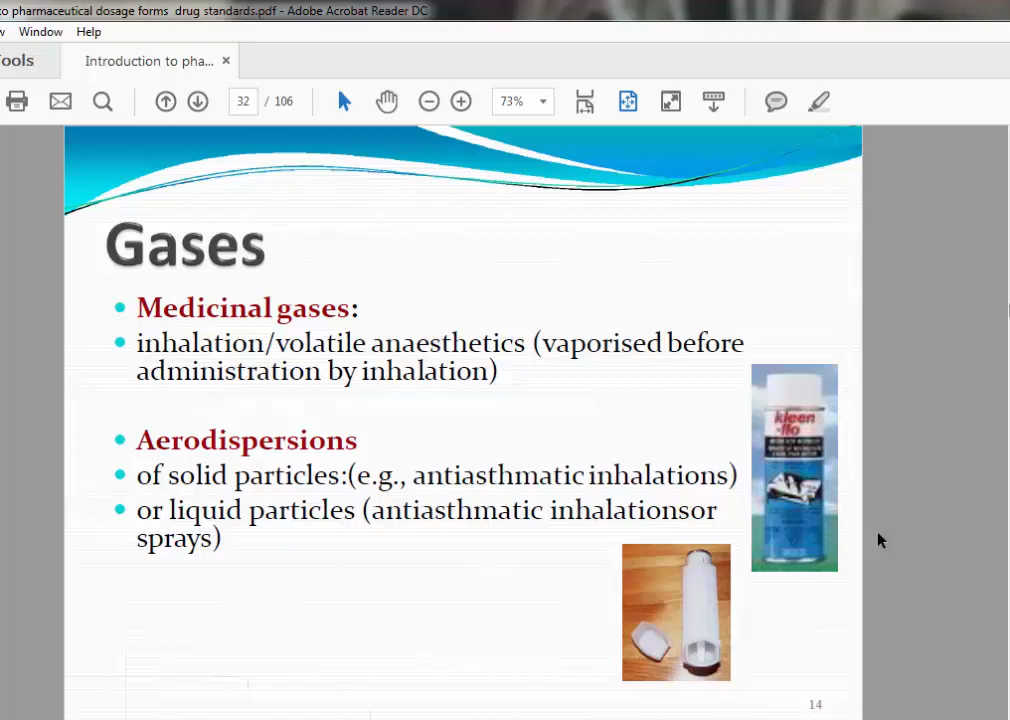 to pharmaceutical dosage forms drug standards.pdf - Adobe Acrobat Reader DC
w Window Help
ools Introduction to pha... ×
32 / 106 73%
Gases
• Medicinal gases:
• inhalation/volatile anaesthetics (vaporised before
administration by inhalation)
• Aerodispersions
• of solid particles:(e.g., antiasthmatic inhalations)
• or liquid particles (antiasthmatic inhalationsor
sprays)
kleen
-flo
14